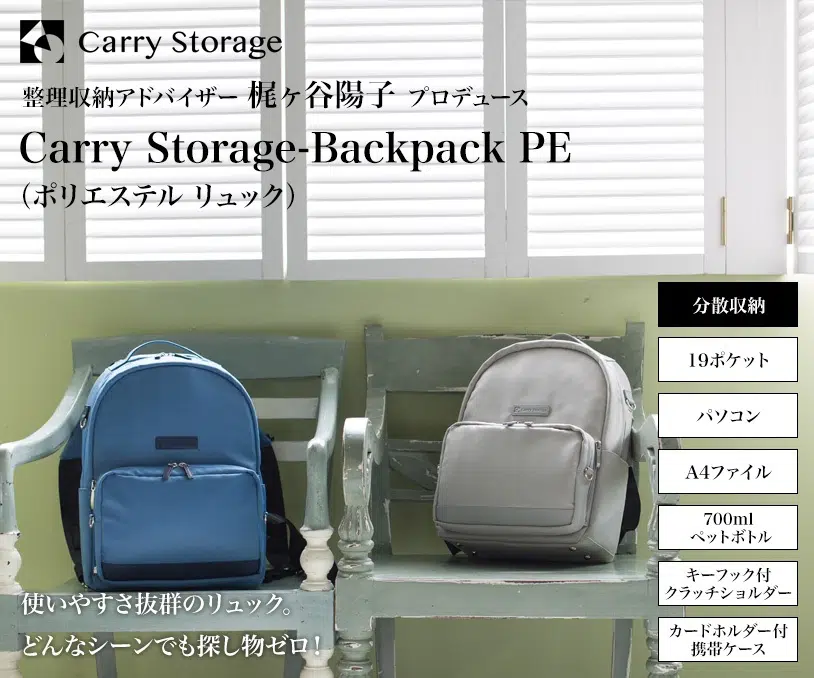 Carry Storage
整理収納アドバイザー 梶ヶ谷陽子 プロデュース
Carry Storage-Backpack PE
(ポリエステル リュック)
分散収納
19ポケット
パソコン
A4ファイル
700ml
ペットボトル
キーフック付
クラッチショルダー
カードホルダー付
携帯ケース
使いやすさ抜群のリュック。
どんなシーンでも探し物ゼロ!